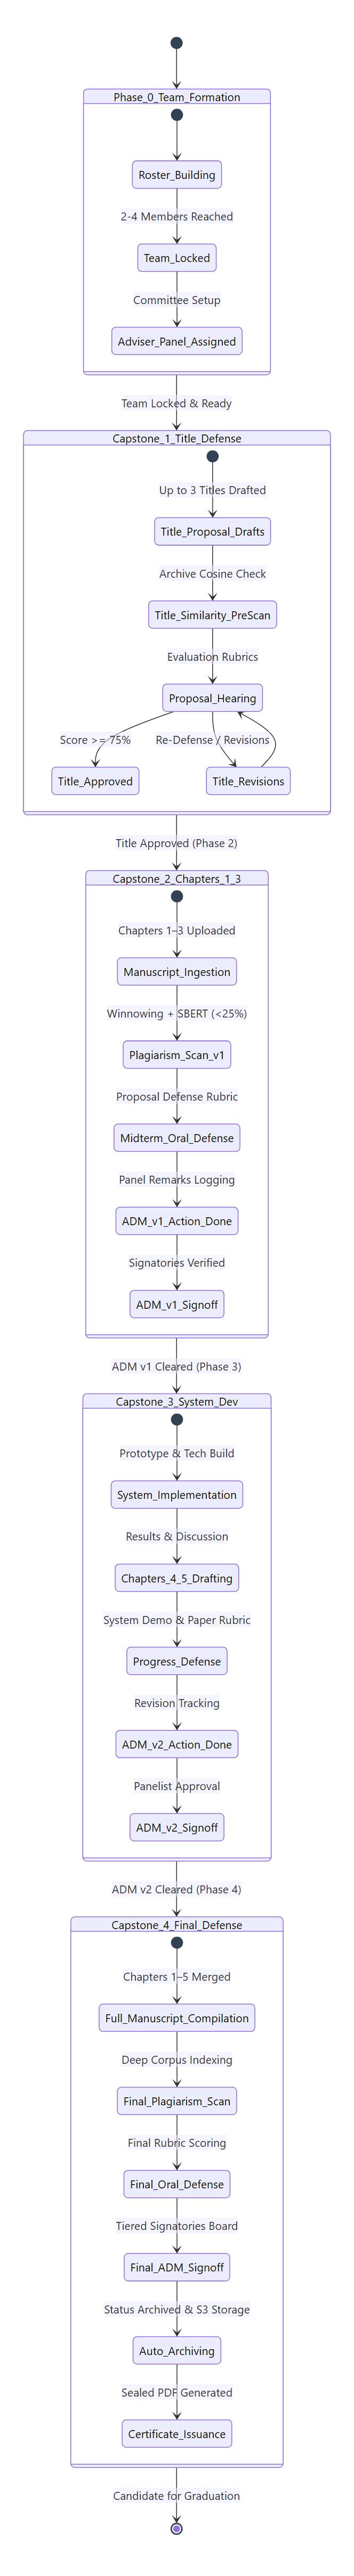 Phase_0_Team_Formation
Roster_Building
2-4 Members Reached
Team_Locked
Committee Setup
Adviser_Panel_Assigned
Team Locked & Ready
Capstone_1_Title_Defense
Up to 3 Titles Drafted
Title_Proposal_Drafts
Archive Cosine Check
Title_Similarity_PreScan
Evaluation Rubrics
Proposal_Hearing
Score >= 75%
Re-Defense / Revisions
Title_Approved
Title_Revisions
Title Approved (Phase 2)
Capstone_2_Chapters_1_3
Chapters 1–3 Uploaded
Manuscript_Ingestion
Winnowing + SBERT (<25%)
Plagiarism_Scan_v1
Proposal Defense Rubric
Midterm_Oral_Defense
Panel Remarks Logging
ADM_v1_Action_Done
Signatories Verified
ADM_v1_Signoff
ADM v1 Cleared (Phase 3)
Capstone_3_System_Dev
Prototype & Tech Build
System_Implementation
Results & Discussion
Chapters_4_5_Drafting
System Demo & Paper Rubric
Progress_Defense
Revision Tracking
ADM_v2_Action_Done
Panelist Approval
ADM_v2_Signoff
ADM v2 Cleared (Phase 4)
Capstone_4_Final_Defense
Chapters 1–5 Merged
Full_Manuscript_Compilation
Deep Corpus Indexing
Final_Plagiarism_Scan
Final Rubric Scoring
Final_Oral_Defense
Tiered Signatories Board
Final_ADM_Signoff
Status Archived & S3 Storage
Auto_Archiving
Sealed PDF Generated
Certificate_Issuance
Candidate for Graduation